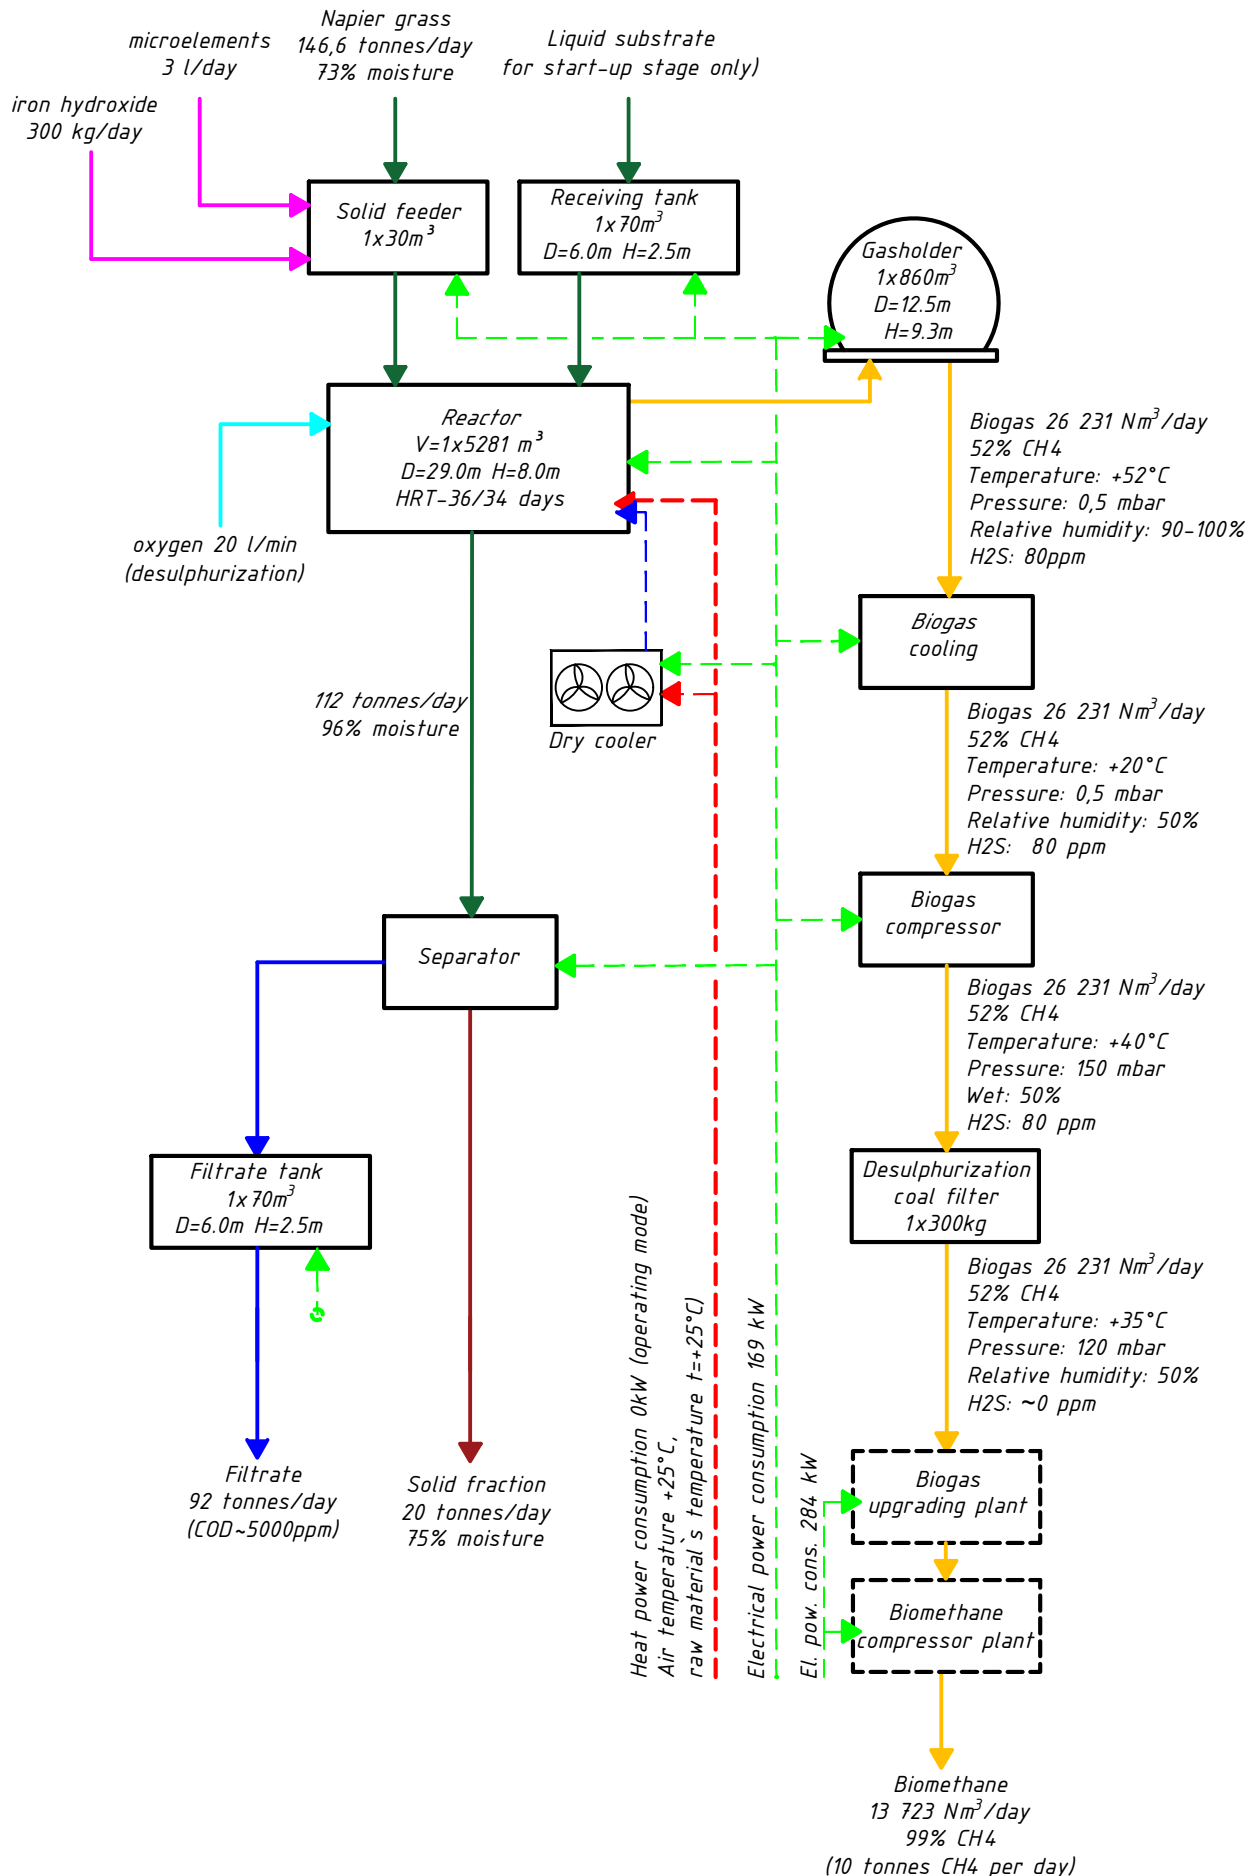 microelements
3 l/day
Napier grass
146,6 tonnes/day
73% moisture
Liquid substrate
for start-up stage only)
iron hydroxide
300 kg/day
Solid feeder
1x30m³
Receiving tank
1x70m³
D=6.0m H=2.5m
Gasholder
1x860m³
D=12.5m
H=9.3m
Reactor
V=1x5281 m³
D=29.0m H=8.0m
HRT-36/34 days
oxygen 20 l/min
(desulphurization)
Biogas 26 231 Nm³/day
52% CH4
Temperature: +52°C
Pressure: 0,5 mbar
Relative humidity: 90-100%
H2S: 80ppm
Biogas
cooling
112 tonnes/day
96% moisture
Dry cooler
Biogas 26 231 Nm³/day
52% CH4
Temperature: +20°C
Pressure: 0,5 mbar
Relative humidity: 50%
H2S: 80 ppm
Biogas
compressor
Separator
Biogas 26 231 Nm³/day
52% CH4
Temperature: +40°C
Pressure: 150 mbar
Wet: 50%
H2S: 80 ppm
Filtrate tank
1x70m³
D=6.0m H=2.5m
Desulphurization
coal filter
1x300kg
Biogas 26 231 Nm³/day
52% CH4
Temperature: +35°C
Pressure: 120 mbar
Relative humidity: 50%
H2S: ~0 ppm
Heat power consumption 0kW (operating mode)
Air temperature +25°C,
raw material`s temperature t=+25°C)
Electrical power consumption 169 kW
El. pow. cons. 284 kW
Filtrate
92 tonnes/day
(COD~5000ppm)
Solid fraction
20 tonnes/day
75% moisture
Biogas
upgrading plant
Biomethane
compressor plant
Biomethane
13 723 Nm³/day
99% CH4
(10 tonnes CH4 per day)